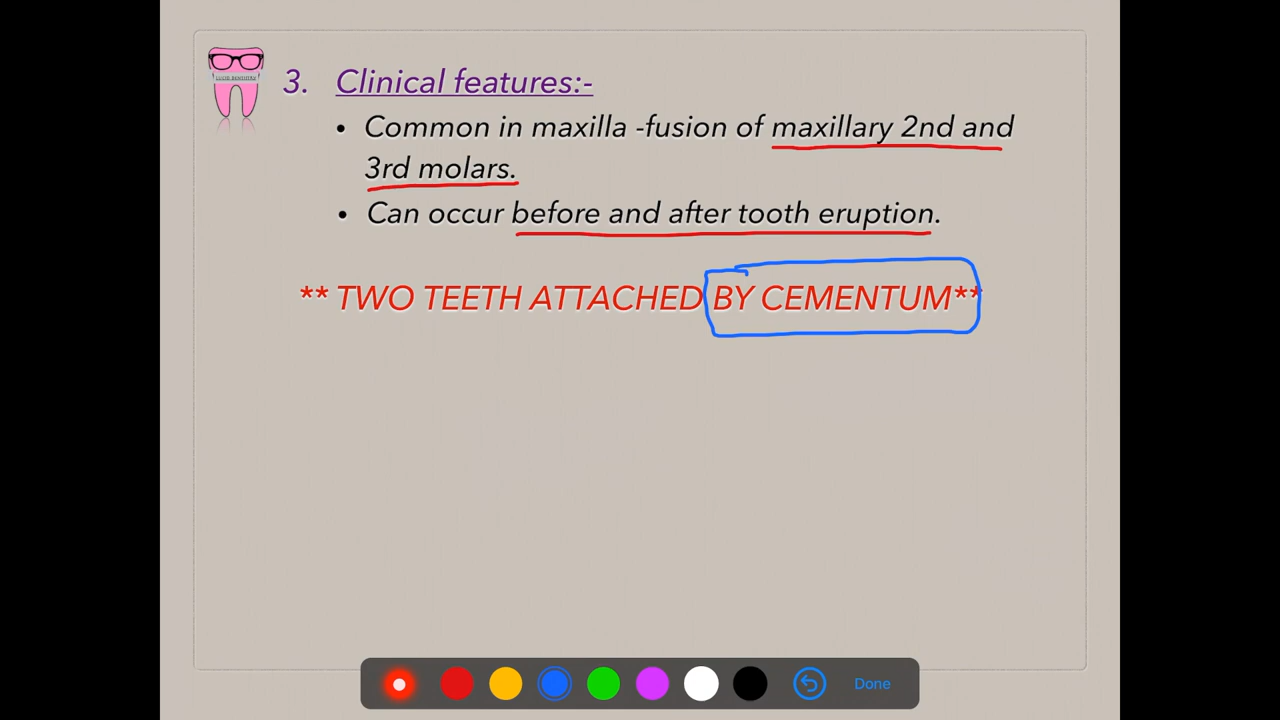 3. Clinical features:-
• Common in maxilla -fusion of maxillary 2nd and
3rd molars.
• Can occur before and after tooth eruption.
** TWO TEETH ATTACHED BY CEMENTUM**
Done